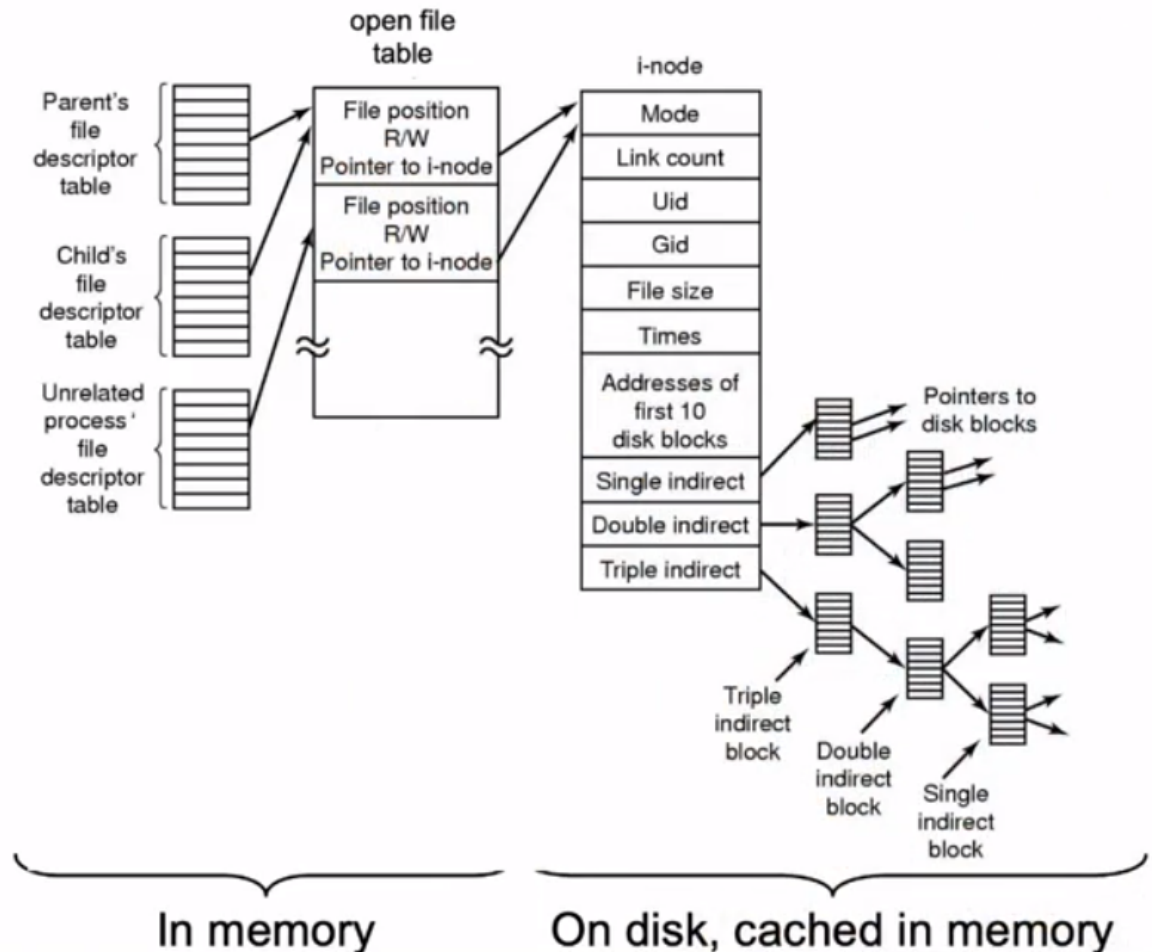 open file
table
Parent's
file
descriptor
table
Child's
file
descriptor
table
Unrelated
process'
file
descriptor
table
File position
R/W
Pointer to i-node
File position
R/W
Pointer to i-node
i-node
Mode
Link count
Uid
Gid
File size
Times
Addresses of
first 10
disk blocks
Single indirect
Double indirect
Triple indirect
Pointers to
disk blocks
Triple
indirect
block
Double
indirect
block
Single
indirect
block
In memory
On disk, cached in memory